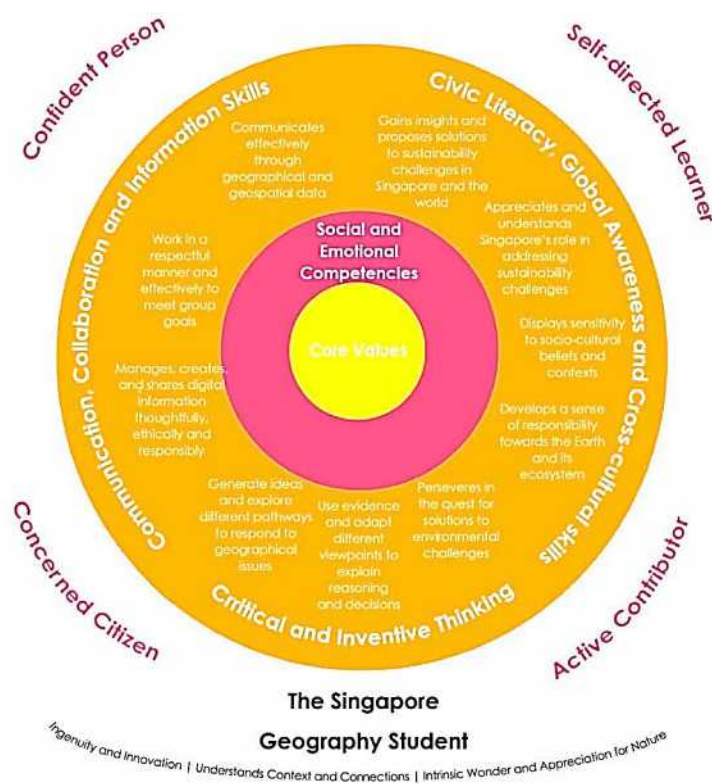 Confident Person
Self-directed Learner
Communication, Collaboration and Information Skills
Civic Literacy, Global Awareness and Cross-cultural skills
Communicates
effectively
through
geographical and
geospatial data
Gains insights and
proposes solutions
to sustainability
challenges in
Singapore and the
world
Work in a
respectful
manner and
effectively to
meet group
goals
Social and
Emotional
Competencies
Appreciates and
understands
Singapore's role in
addressing
sustainability
challenges
Core Values
Displays sensitivity
to socio-cultural
beliefs and
contexts
Manages, creates,
and shares digital
information
thoughtfully,
ethically and
responsibly
Develops a sense
of responsibility
towards the Earth
and its
ecosystem
Generate ideas
and explore
different pathways
to respond to
geographical
issues
Use evidence
and adapt
different
viewpoints to
explain
reasoning
and decisions
Perseveres in
the quest for
solutions to
environmental
challenges
Crritical and Inventive Thinking
Concerned Citizen
Active Contributor
The Singapore
Geography Student
Ingenuity and Innovation | Understands Context and Connections | Intrinsic Wonder and Appreciation for Nature